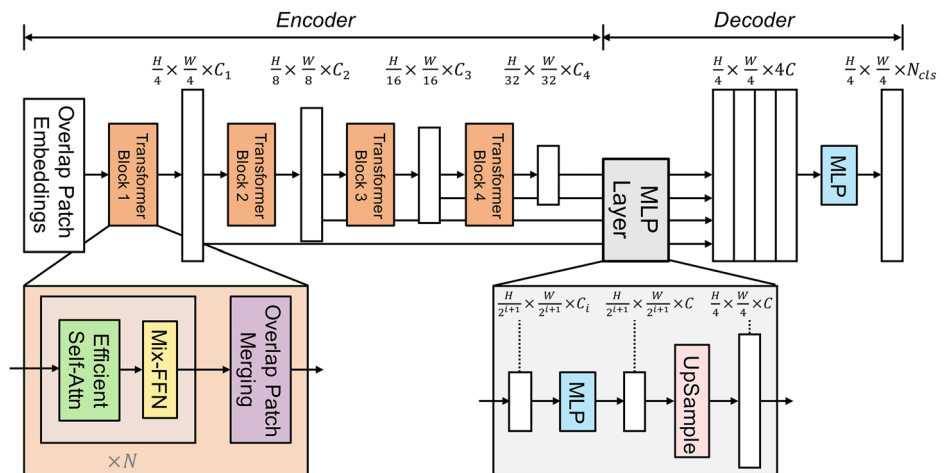 Encoder
Decoder
H/4 × W/4 ×C₁
H/8 × W/8 ×C₂
H/16 × W/16 ×C₃
H/32 × W/32 ×C₄
H/4 × W/4 ×4C
H/4 × W/4 ×N_cls
Overlap Patch
Embeddings
Transformer
Block 1
Transformer
Block 2
Transformer
Block 3
Transformer
Block 4
MLP
Layer
MLP
Efficient
Self-Attn
Mix-FFN
Overlap Patch
Merging
×N
H/2^{i+1} × W/2^{i+1} ×C_i
H/2^{i+1} × W/2^{i+1} ×C
H/4 × W/4 ×C
MLP
UpSample